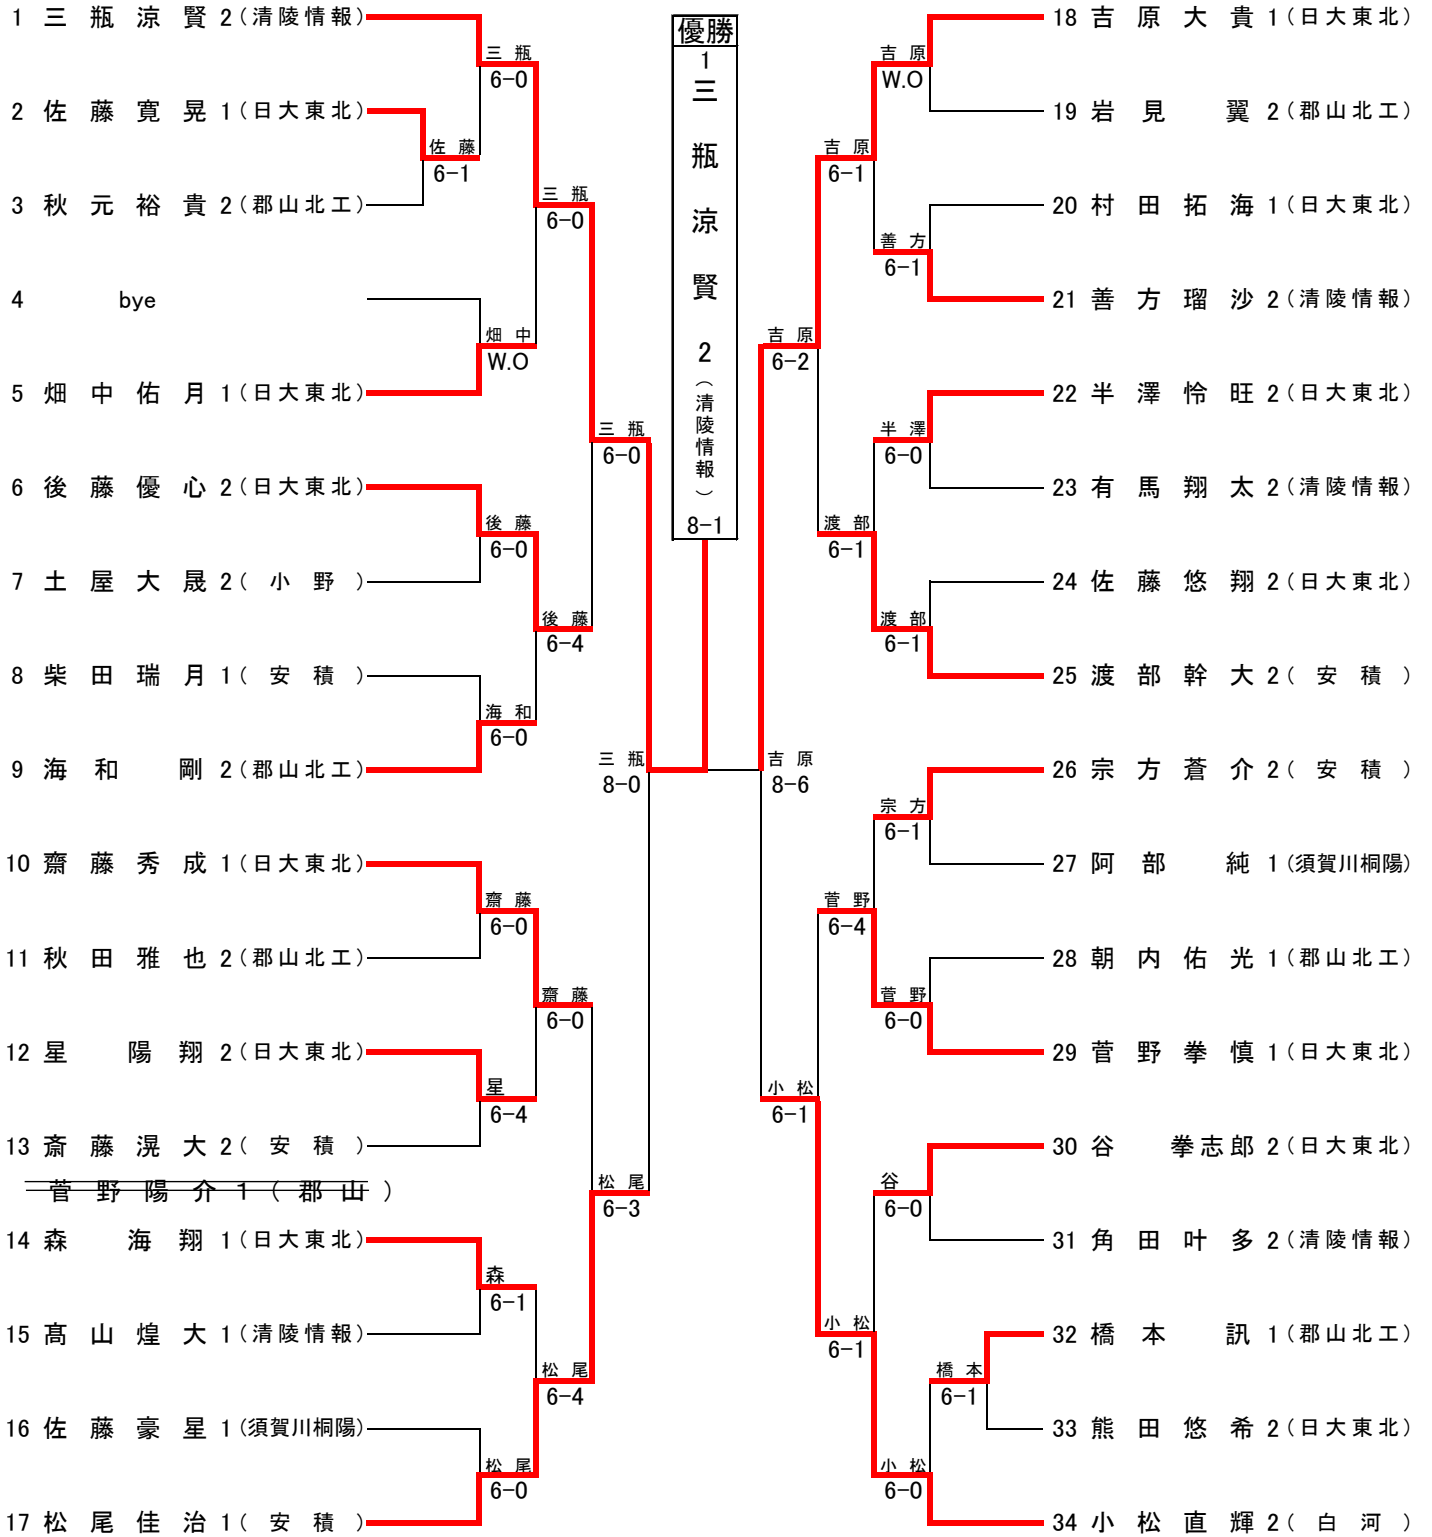 1 三瓶涼賢 2(清陵情報)
2 佐藤寛晃 1(日大東北)
3 秋元裕貴 2(郡山北工)
4 bye
5 畑中佑月 1(日大東北)
6 後藤優心 2(日大東北)
7 土屋大晟 2(小野)
8 柴田瑞月 1(安積)
9 海和剛 2(郡山北工)
10 齋藤秀成 1(日大東北)
11 秋田雅也 2(郡山北工)
12 星陽翔 2(日大東北)
13 斎藤滉大 2(安積)
菅野陽介 1(郡山)
14 森海翔 1(日大東北)
15 髙山煌大 1(清陵情報)
16 佐藤豪星 1(須賀川桐陽)
17 松尾佳治 1(安積)
佐藤
6-1
三瓶
6-0
畑中
W.O
後藤
6-0
海和
6-0
齋藤
6-0
星
6-4
森
6-1
松尾
6-0
三瓶
6-0
後藤
6-4
齋藤
6-0
松尾
6-4
三瓶
6-0
松尾
6-3
三瓶
8-0
優勝
1
三瓶涼賢
2
(清陵情報)
8-1
吉原
8-6
吉原
6-2
小松
6-1
吉原
6-1
渡部
6-1
菅野
6-4
小松
6-1
吉原
W.O
善方
6-1
半澤
6-0
渡部
6-1
宗方
6-1
菅野
6-0
谷
6-0
小松
6-0
橋本
6-1
18 吉原大貴 1(日大東北)
19 岩見翼 2(郡山北工)
20 村田拓海 1(日大東北)
21 善方瑠沙 2(清陵情報)
22 半澤怜旺 2(日大東北)
23 有馬翔太 2(清陵情報)
24 佐藤悠翔 2(日大東北)
25 渡部幹大 2(安積)
26 宗方蒼介 2(安積)
27 阿部純 1(須賀川桐陽)
28 朝内佑光 1(郡山北工)
29 菅野拳慎 1(日大東北)
30 谷拳志郎 2(日大東北)
31 角田叶多 2(清陵情報)
32 橋本訊 1(郡山北工)
33 熊田悠希 2(日大東北)
34 小松直輝 2(白河)